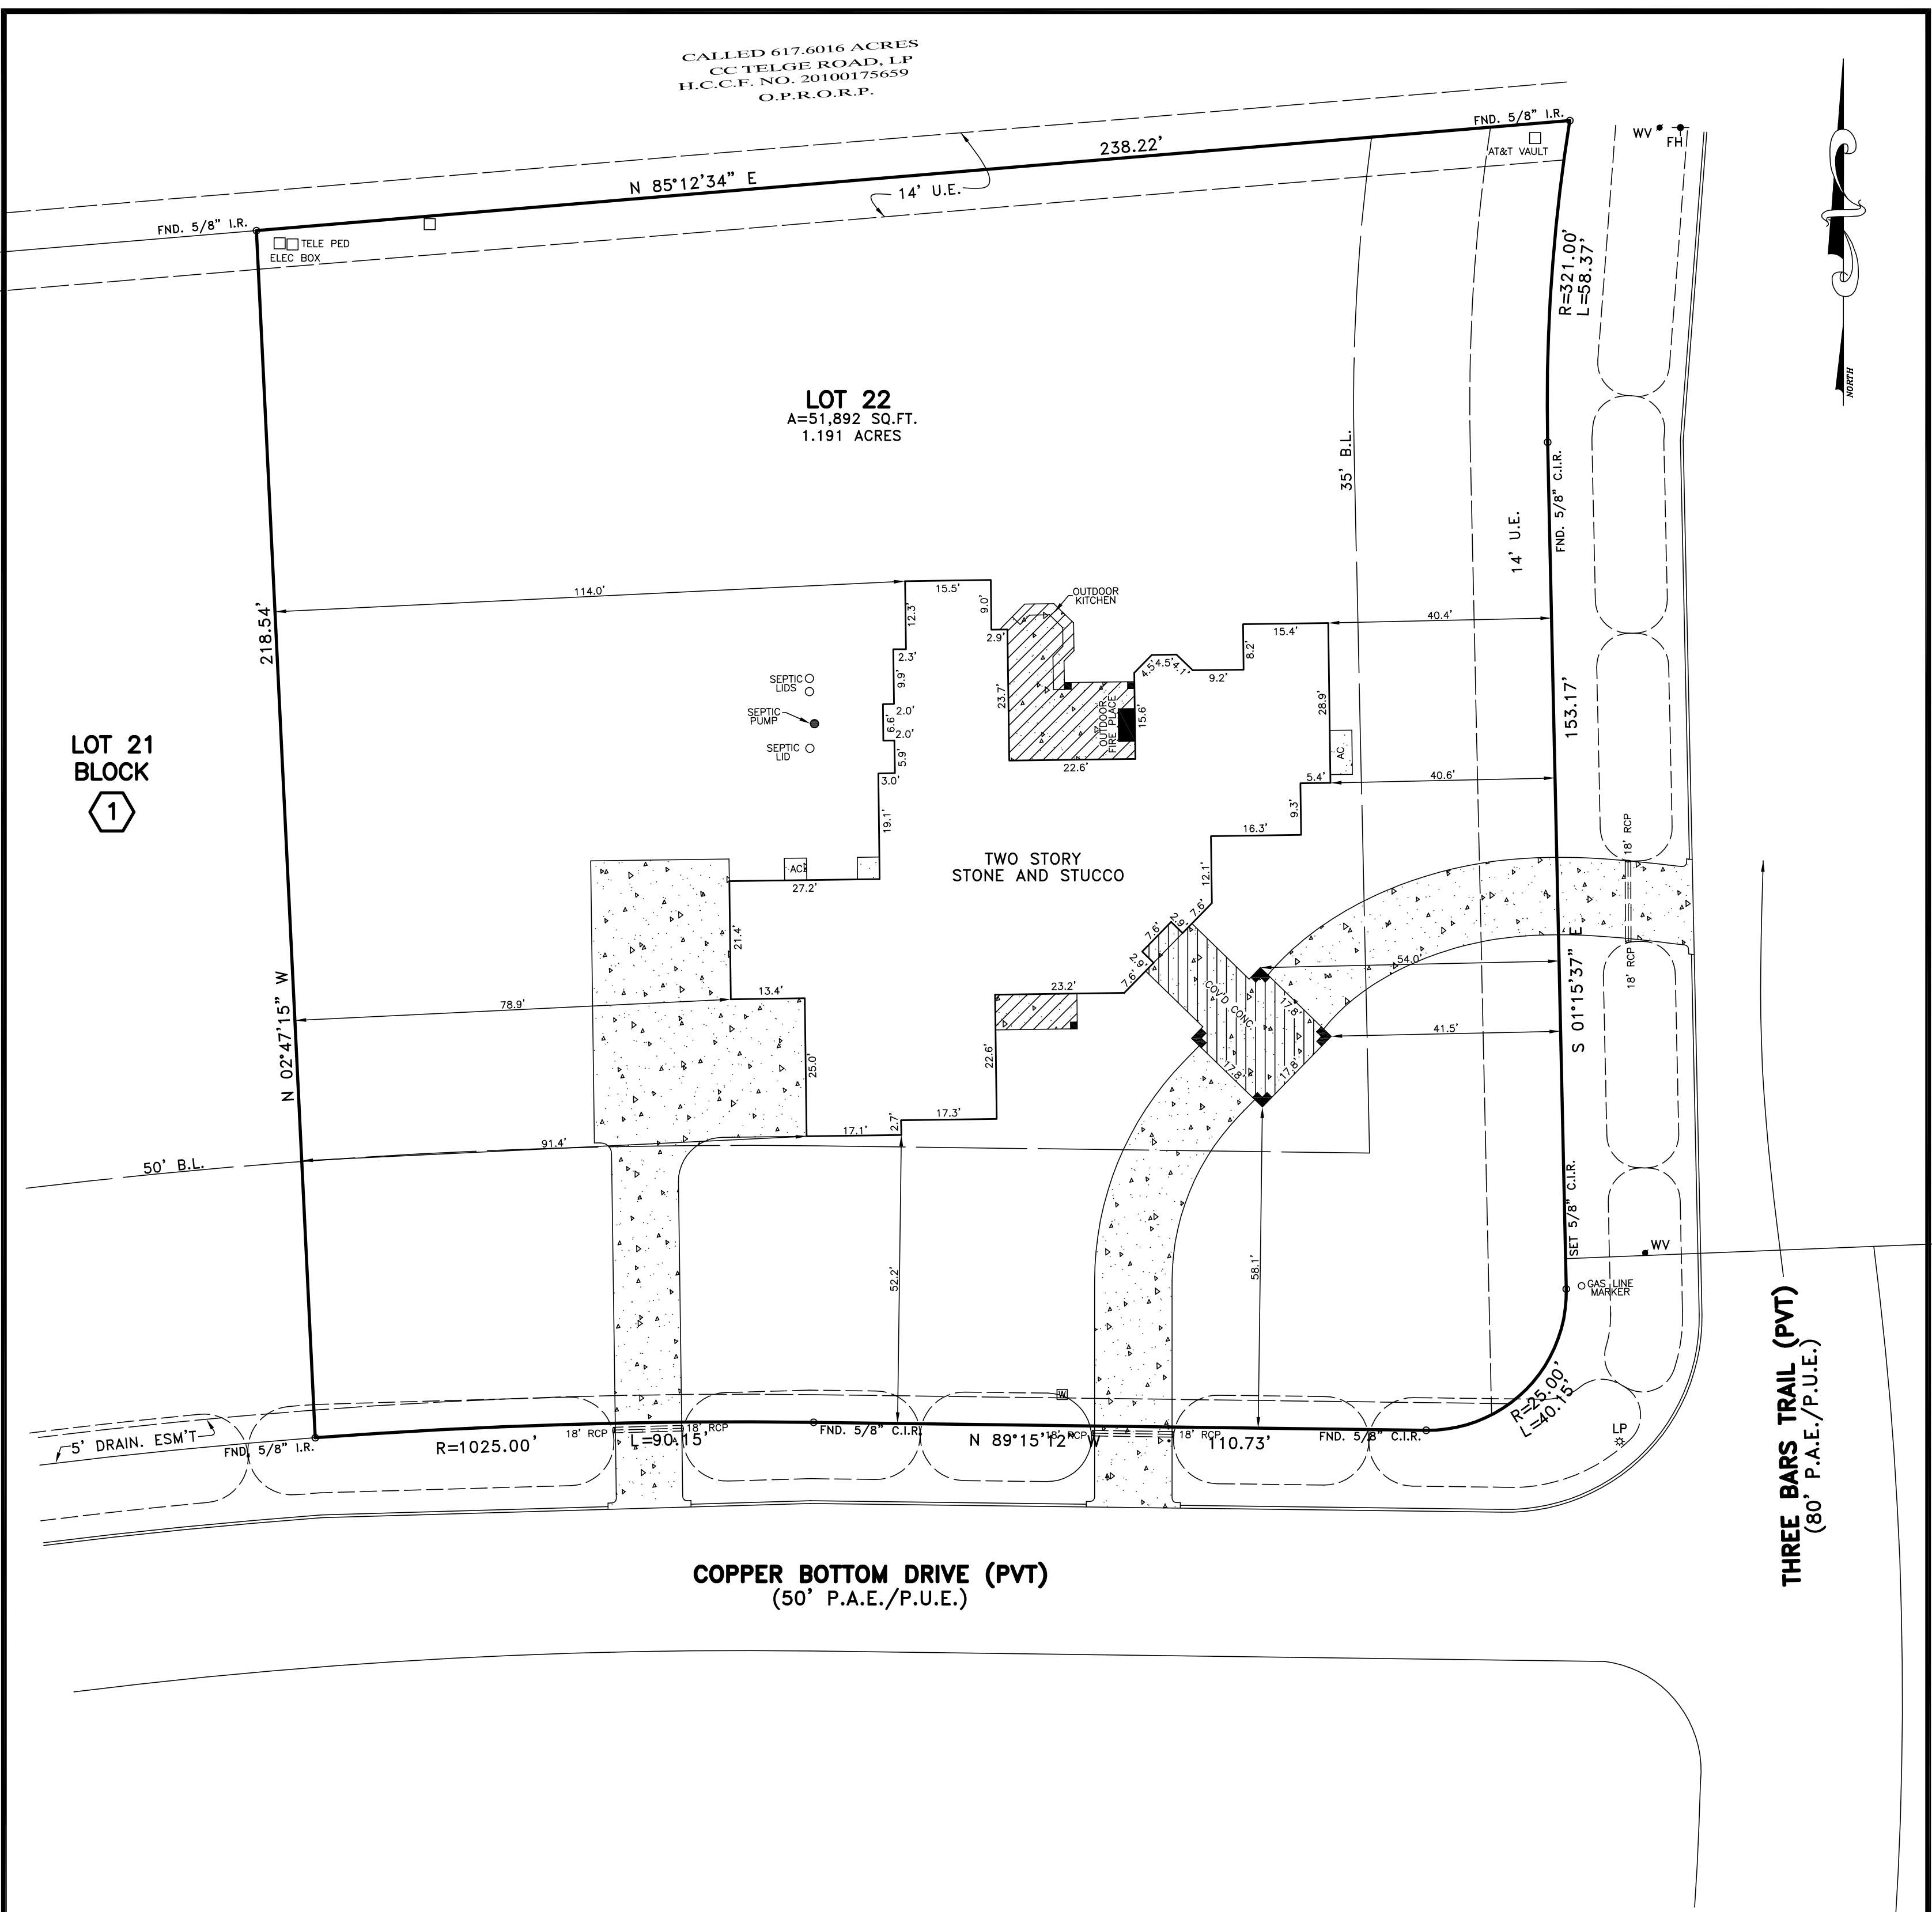 CALLED 617.6016 ACRES
CC TELGE ROAD, LP
H.C.C.F. NO. 20100175659
O.P.R.O.R.P.
FND. 5/8" I.R.
WV
FH
AT&T VAULT
238.22'
N 85°12'34" E
14' U.E.
FND. 5/8" I.R.
TELE PED
ELEC BOX
R=321.00'
L=58.37'
NORTH
LOT 22
A=51,892 SQ.FT.
1.191 ACRES
35' B.L.
FND. 5/8" C.I.R.
14' U.E.
114.0'
15.5'
12.3'
9.0'
OUTDOOR
KITCHEN
2.9'
2.3'
15.4'
40.4'
8.2'
218.54'
SEPTIC
LIDS
9.9'
23.7'
4.5'
4.5'
4.1'
9.2'
28.9'
153.17'
SEPTIC
PUMP
2.0'
6.6'
2.0'
OUTDOOR
FIRE PLACE
15.6'
LOT 21
BLOCK
1
SEPTIC
LID
5.9'
22.6'
AC
3.0'
5.4'
40.6'
19.1'
9.3'
16.3'
18' RCP
TWO STORY
STONE AND STUCCO
AC
27.2'
12.1'
7.6'
2.9'
7.6'
2.9'
7.6'
21.4'
54.0'
18' RCP
S 01°15'37" E
N 02°47'15" W
78.9'
13.4'
23.2'
COV'D CONC.
17.8'
41.5'
25.0'
22.6'
17.8'
17.8'
17.3'
2.7'
17.1'
91.4'
50' B.L.
SET 5/8" C.I.R.
WV
GAS LINE
MARKER
52.2'
58.1'
W
R=25.00'
L=40.15'
LP
THREE BARS TRAIL (PVT)
(80' P.A.E./P.U.E.)
5' DRAIN. ESM'T
FND. 5/8" I.R.
R=1025.00'
18' RCP
L=90.15'
18' RCP
FND. 5/8" C.I.R.
N 89°15'12" W
18' RCP
18' RCP
110.73'
FND. 5/8" C.I.R.
COPPER BOTTOM DRIVE (PVT)
(50' P.A.E./P.U.E.)